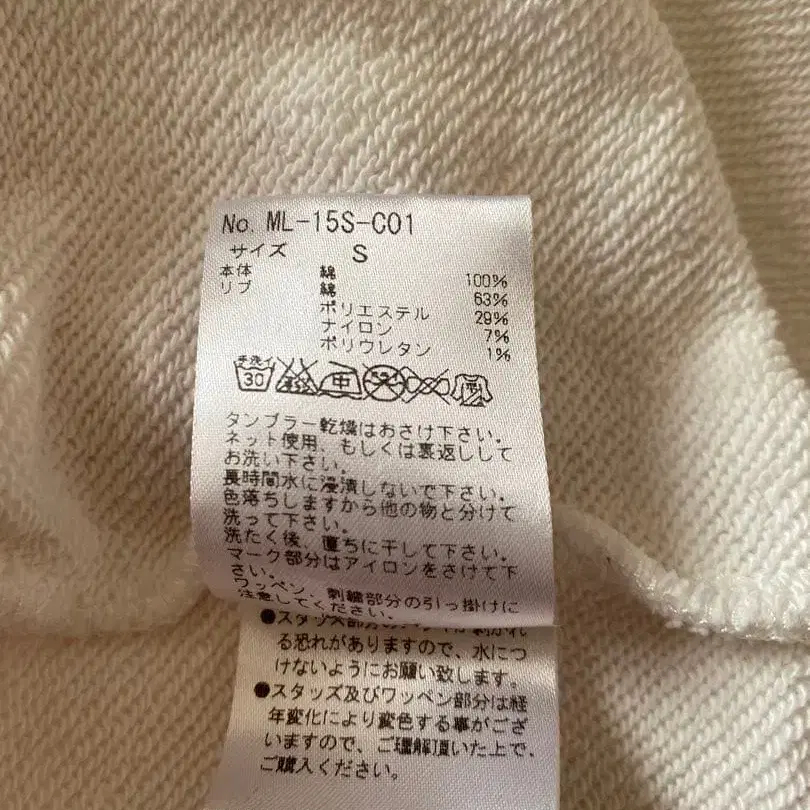 No. ML-15S-C01
サイズ S
本体 綿 100%
リブ 綿 63%
ポリエステル 29%
ナイロン 7%
ポリウレタン 1%
手洗イ
30
中
タンブラー乾燥はおさけ下さい。
ネット使用、もしくは裏返しして
お洗い下さい。
長時間水に浸漬しないで下さい。
色落ちしますから他の物と分けて
洗って下さい。
洗たく後、直ちに干して下さい。
マーク部分はアイロンをさけて下
さい。
ワッペン、刺繍部分の引っ掛けに
注意してください。
●スタッズ部分の
る恐れがありますので、水につ
けないようにお願い致します。
●スタッズ及びワッペン部分は経
年変化により変色する事がござ
いますので、ご理解頂いた上で、
ご購入ください。